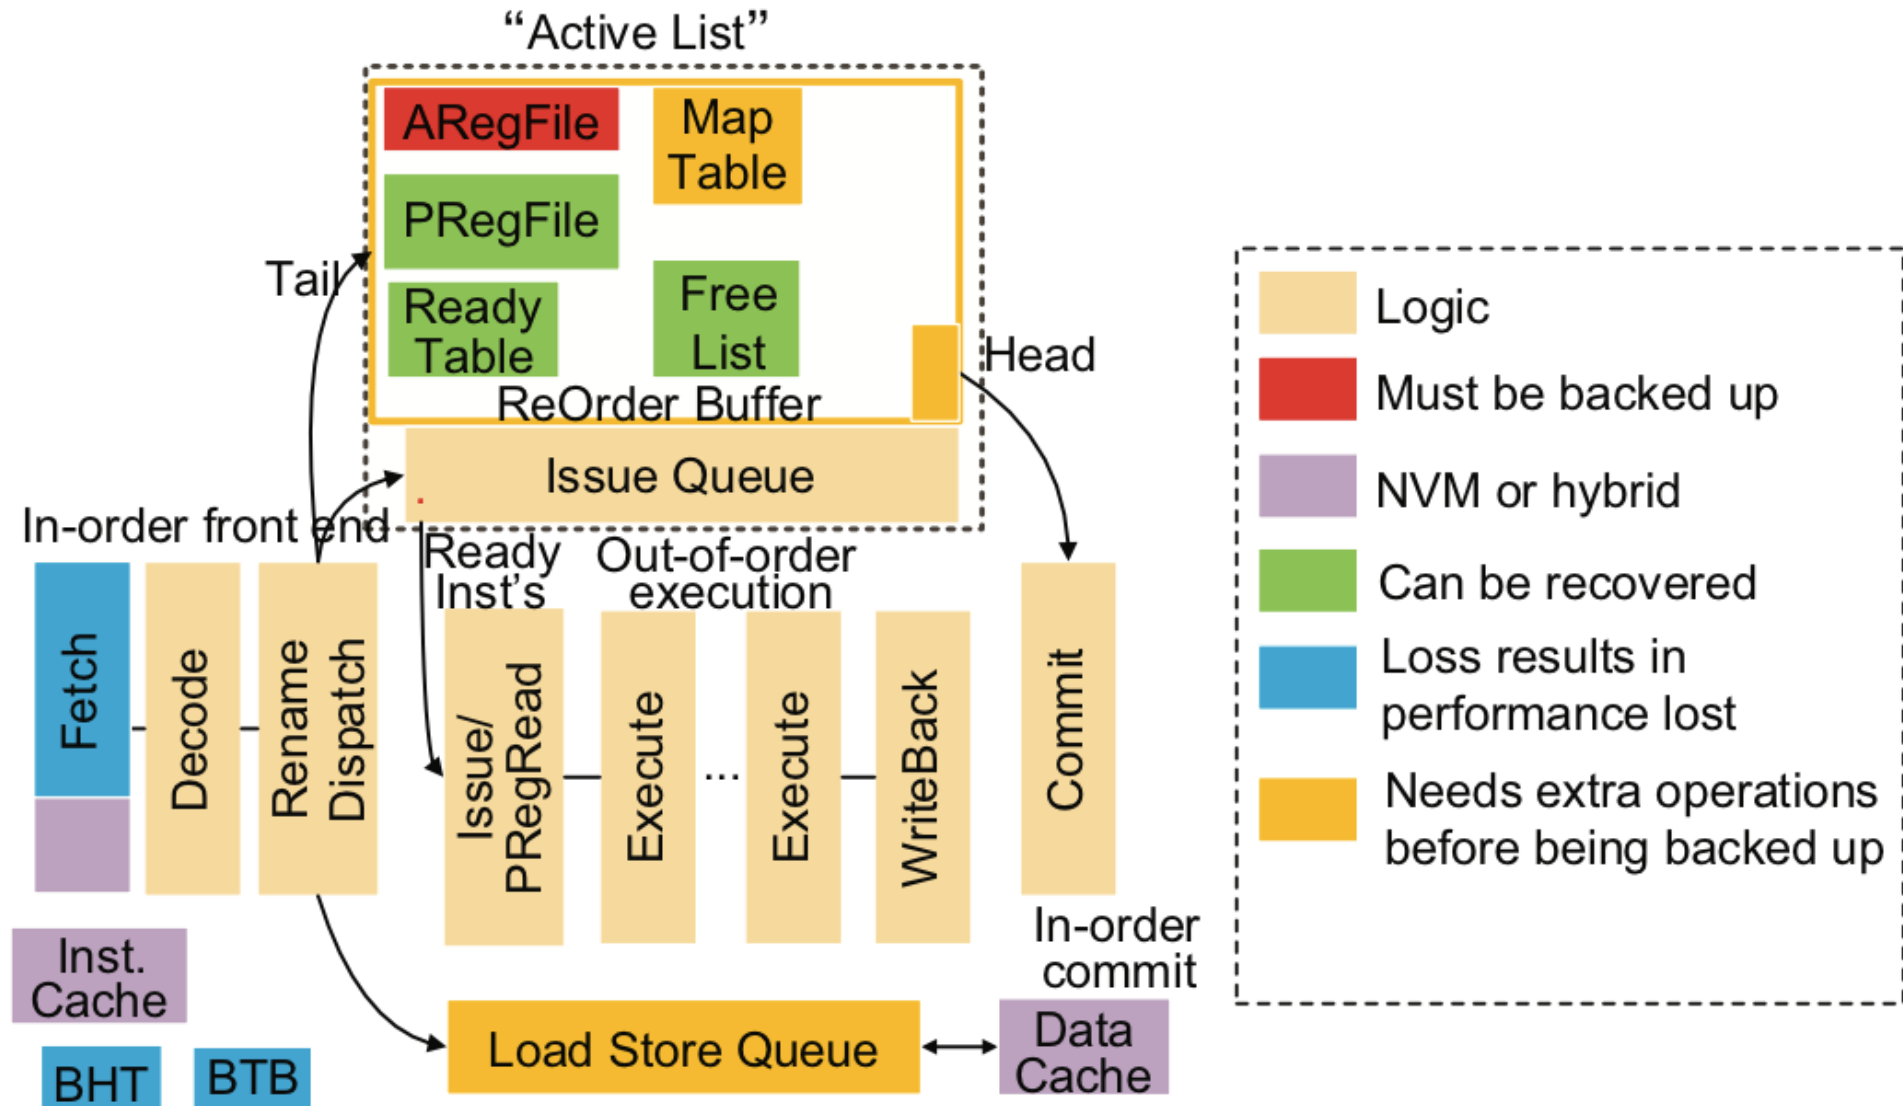 “Active List”
ARegFile
Map
Table
PRegFile
Tail
Ready
Table
Free
List
Head
ReOrder Buffer
Issue Queue
In-order front end
Ready
Inst’s
Out-of-order
execution
Fetch
Decode
Rename
Dispatch
Issue/
PRegRead
Execute
...
Execute
WriteBack
Commit
In-order
commit
Inst.
Cache
Load Store Queue
Data
Cache
BHT
BTB
Logic
Must be backed up
NVM or hybrid
Can be recovered
Loss results in
performance lost
Needs extra operations
before being backed up